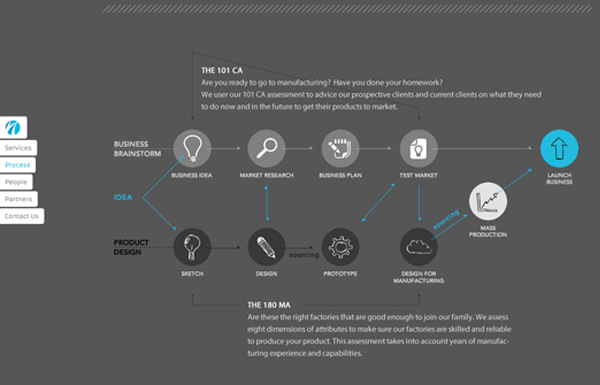 THE 101 CA
Are you ready to go to manufacturing? Have you done your homework?
We user our 101 CA assessment to advice our prospective clients and current clients on what they need
to do now and in the future to get their products to market.
Services
Process
People
Partners
Contact Us
BUSINESS
BRAINSTORM
BUSINESS IDEA
MARKET RESEARCH
BUSINESS PLAN
TEST MARKET
LAUNCH
BUSINESS
IDEA
sourcing
MASS
PRODUCTION
PRODUCT
DESIGN
SKETCH
DESIGN
sourcing
PROTOTYPE
DESIGN FOR
MANUFACTURING
THE 180 MA
Are these the right factories that are good enough to join our family. We assess
eight dimensions of attributes to make sure our factories are skilled and reliable
to produce your product. This assessment takes into account years of manufac-
turing experience and capabilities.